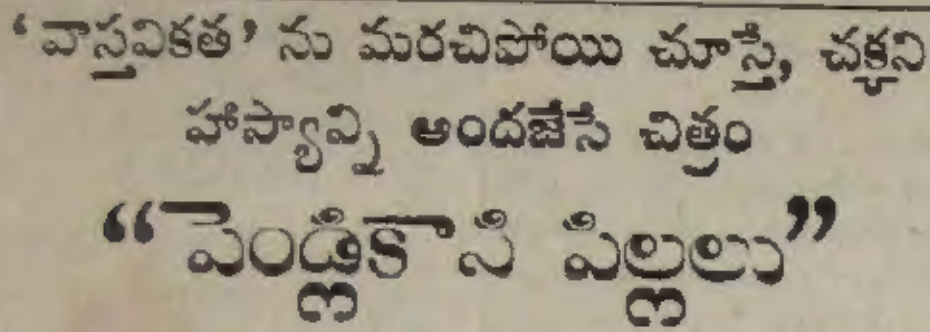 ‘వాస్తవికత’ ను మరచిపోయి చూస్తే, చక్కని
హాస్యాన్ని అందజేసే చిత్రం
“పెండ్లికాని పిల్లలు”